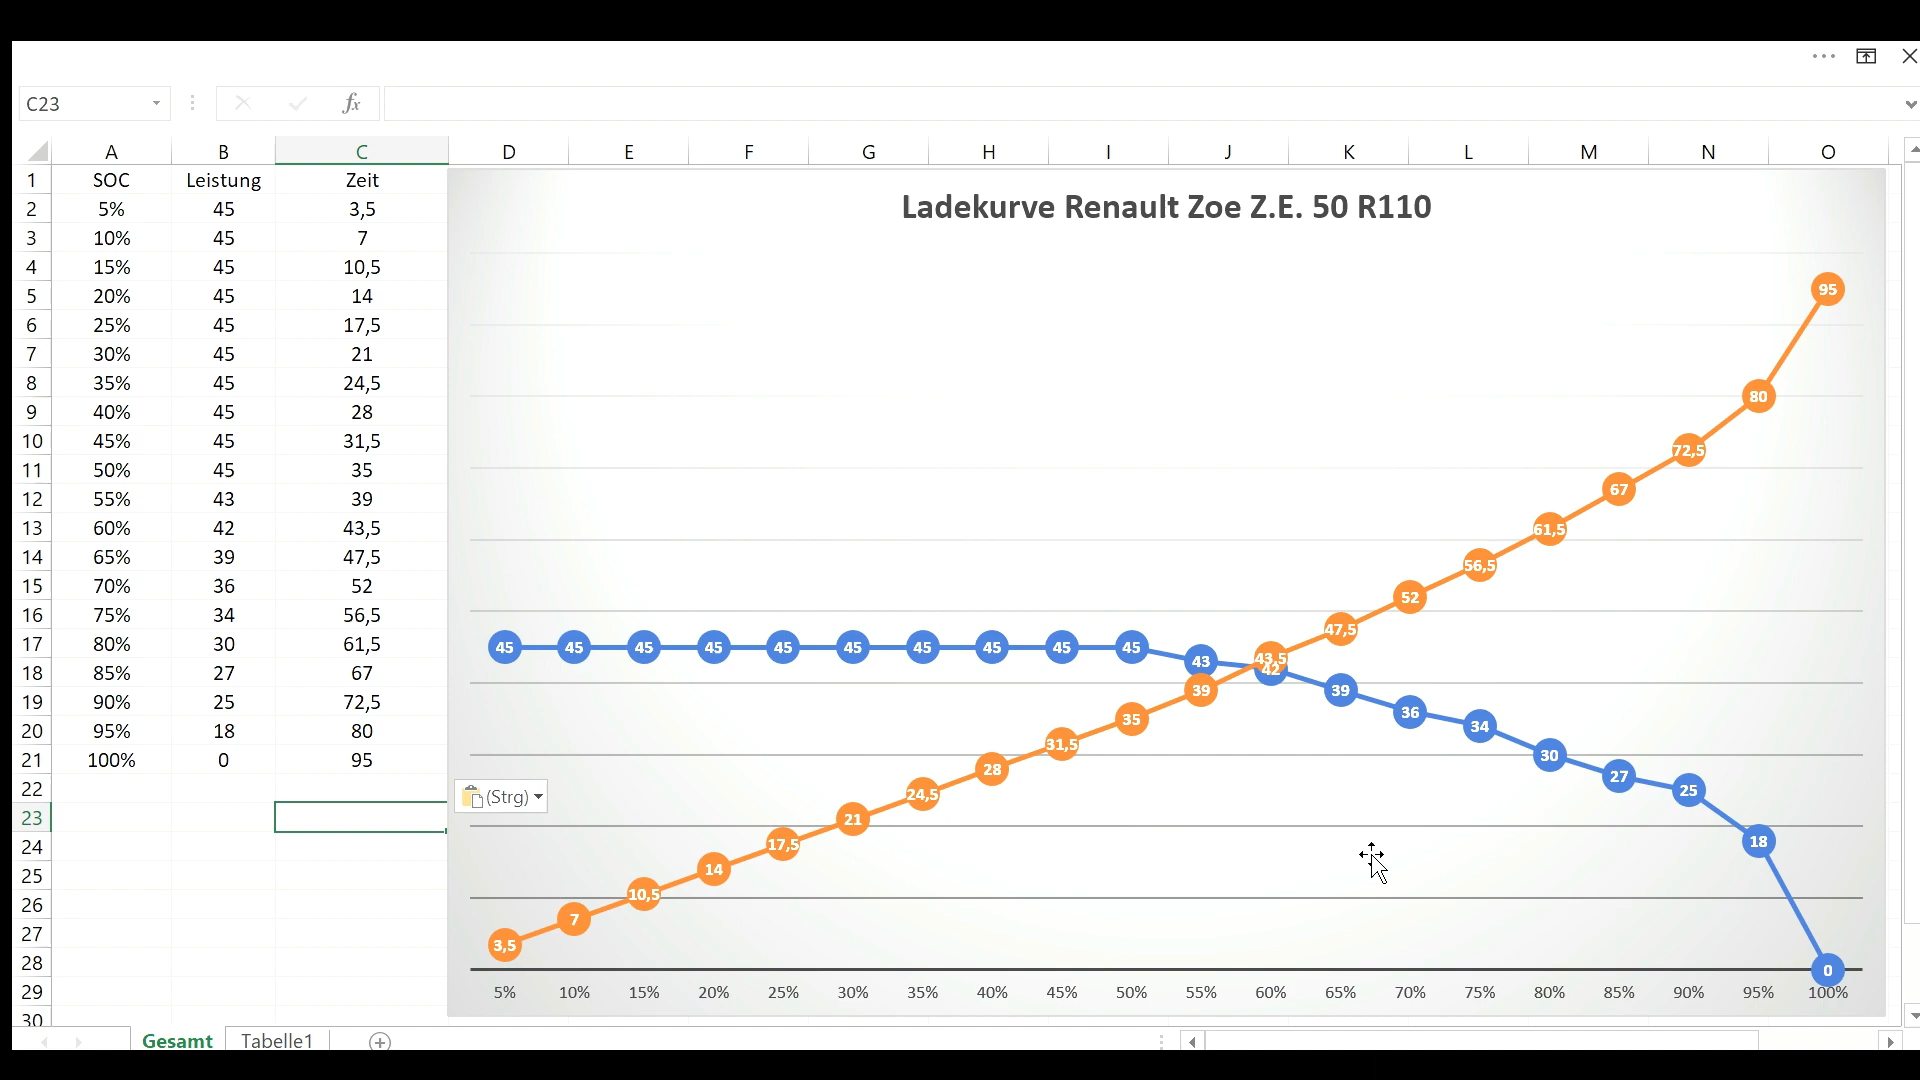 C23 fx
A B C D E F G H I J K L M N O
1 SOC Leistung Zeit
2 5% 45 3,5
3 10% 45 7
4 15% 45 10,5
5 20% 45 14
6 25% 45 17,5
7 30% 45 21
8 35% 45 24,5
9 40% 45 28
10 45% 45 31,5
11 50% 45 35
12 55% 43 39
13 60% 42 43,5
14 65% 39 47,5
15 70% 36 52
16 75% 34 56,5
17 80% 30 61,5
18 85% 27 67
19 90% 25 72,5
20 95% 18 80
21 100% 0 95
22
23
24
25
26
27
28
29
30
Ladekurve Renault Zoe Z.E. 50 R110
45 45 45 45 45 45 45 45 45 45 43 42 39 36 34 30 27 25 18 0
3,5 7 10,5 14 17,5 21 24,5 28 31,5 35 39 43,5 47,5 52 56,5 61,5 67 72,5 80 95
(Strg)
5% 10% 15% 20% 25% 30% 35% 40% 45% 50% 55% 60% 65% 70% 75% 80% 85% 90% 95% 100%
Gesamt Tabelle1